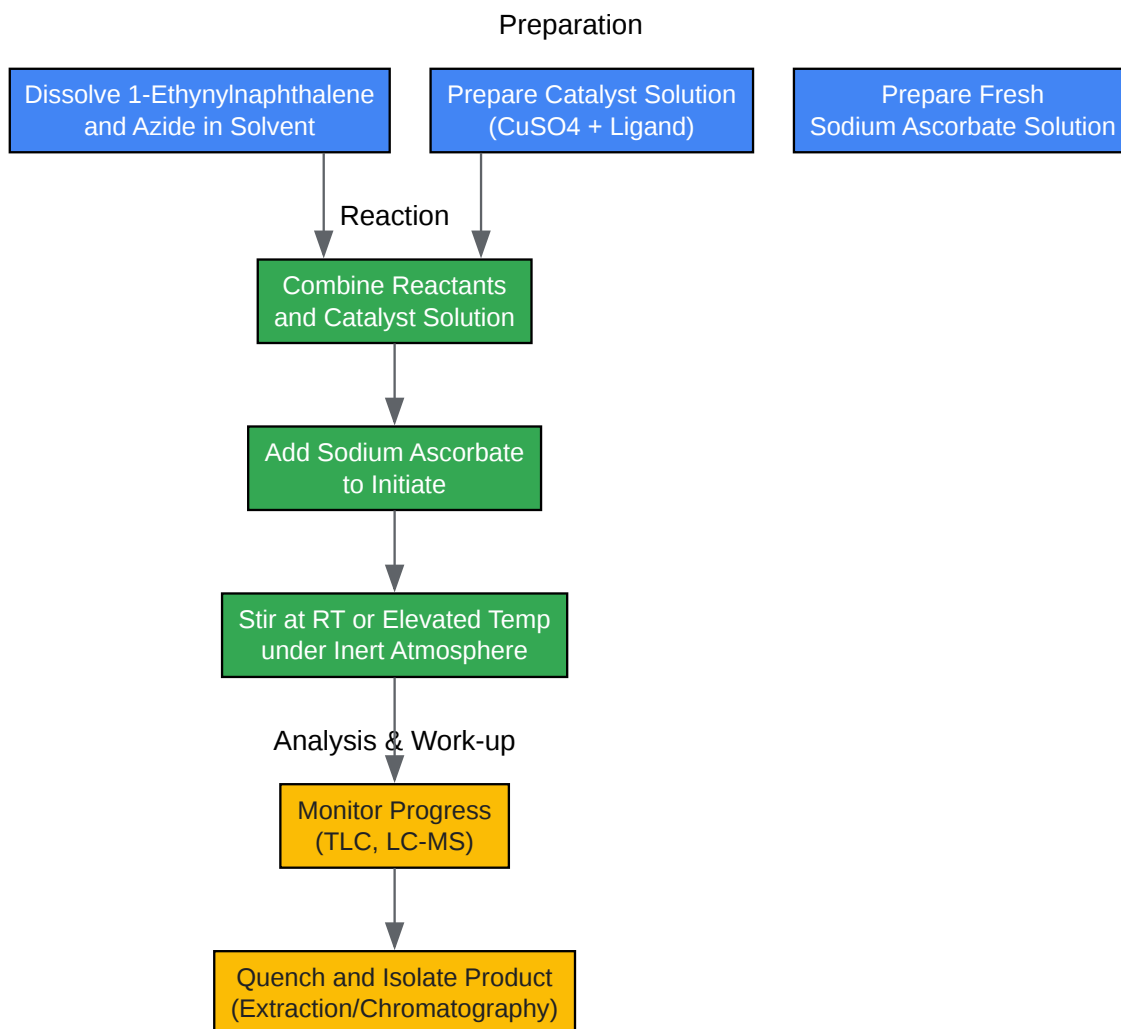 Preparation
Dissolve 1-Ethynylnaphthalene
and Azide in Solvent
Prepare Catalyst Solution
(CuSO4 + Ligand)
Prepare Fresh
Sodium Ascorbate Solution
Reaction
Combine Reactants
and Catalyst Solution
Add Sodium Ascorbate
to Initiate
Stir at RT or Elevated Temp
under Inert Atmosphere
Analysis & Work-up
Monitor Progress
(TLC, LC-MS)
Quench and Isolate Product
(Extraction/Chromatography)